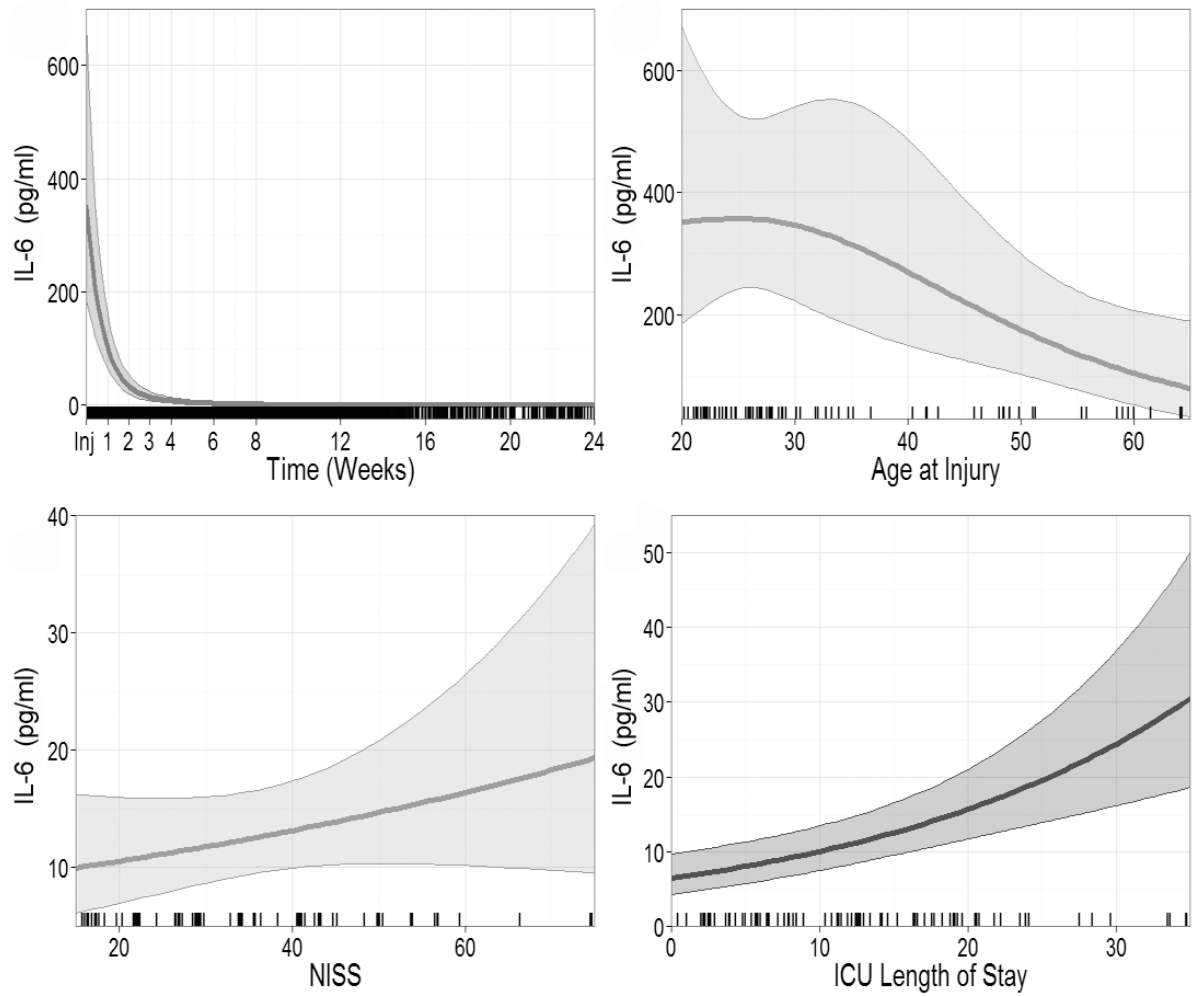 600
400
200
0
IL-6 (pg/ml)
Inj 1 2 3 4 6 8 12 16 20 24
Time (Weeks)
600
400
200
IL-6 (pg/ml)
20 30 40 50 60
Age at Injury
40
30
20
10
IL-6 (pg/ml)
20 40 60
NISS
50
40
30
20
10
0
IL-6 (pg/ml)
0 10 20 30
ICU Length of Stay